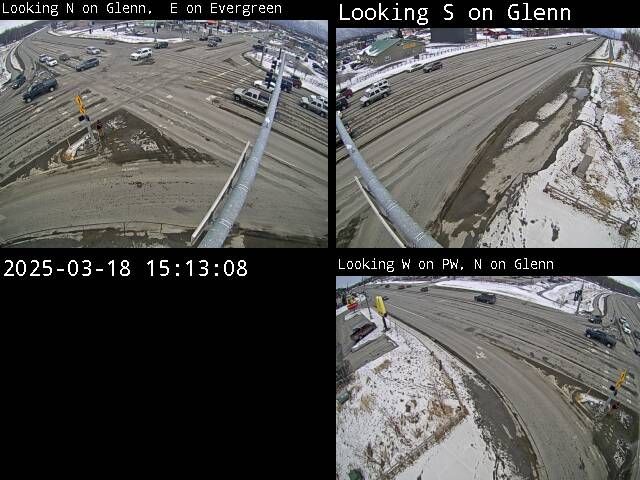 Looking N on Glenn,  E on Evergreen
Looking S on Glenn
2025-03-18 15:13:08
Looking W on PW, N on Glenn